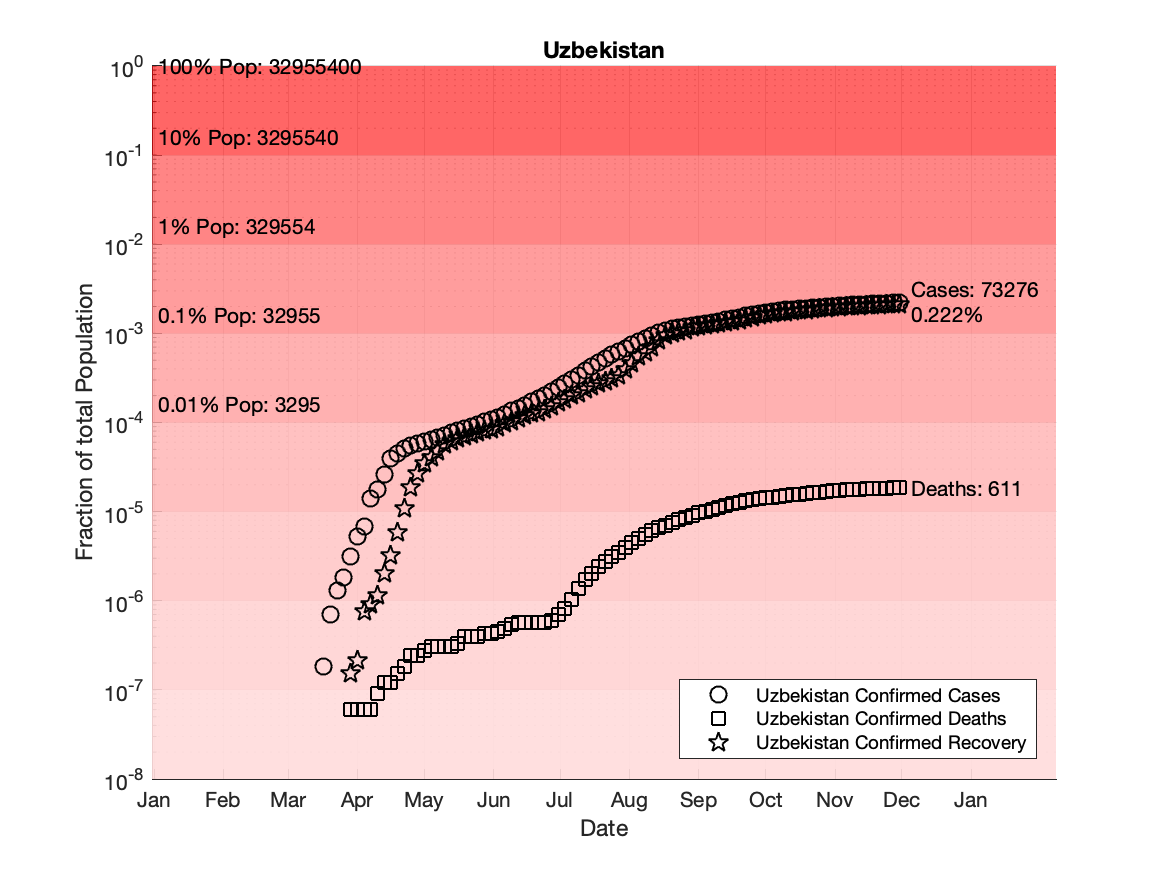 Uzbekistan
10^0
100% Pop: 32955400
10% Pop: 3295540
10^-1
1% Pop: 329554
10^-2
Cases: 73276
0.1% Pop: 32955
0.222%
10^-3
0.01% Pop: 3295
10^-4
Deaths: 611
10^-5
10^-6
10^-7
10^-8
Fraction of total Population
Uzbekistan Confirmed Cases
Uzbekistan Confirmed Deaths
Uzbekistan Confirmed Recovery
Jan Feb Mar Apr May Jun Jul Aug Sep Oct Nov Dec Jan
Date